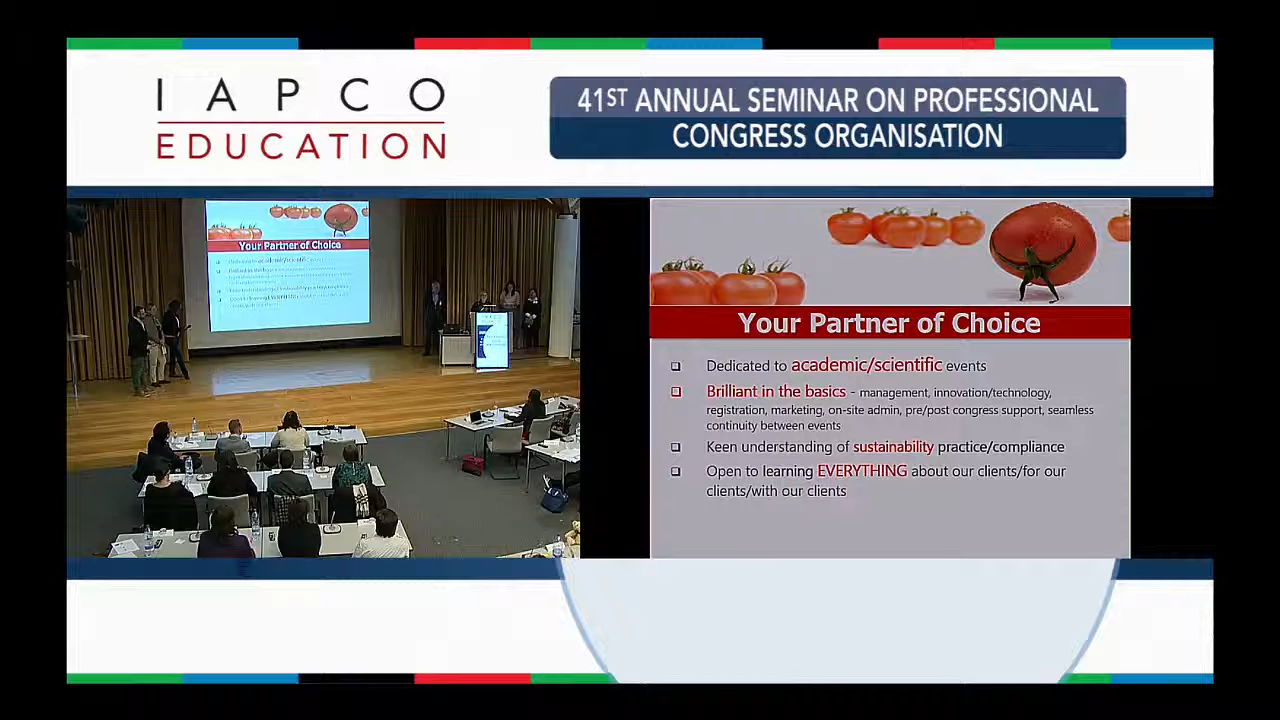 I A P C O
EDUCATION
41ST ANNUAL SEMINAR ON PROFESSIONAL
CONGRESS ORGANISATION
Your Partner of Choice
Your Partner of Choice
Dedicated to academic/scientific events
Brilliant in the basics - management, innovation/technology,
registration, marketing, on-site admin, pre/post congress support, seamless
continuity between events
Keen understanding of sustainability practice/compliance
Open to learning EVERYTHING about our clients/for our
clients/with our clients